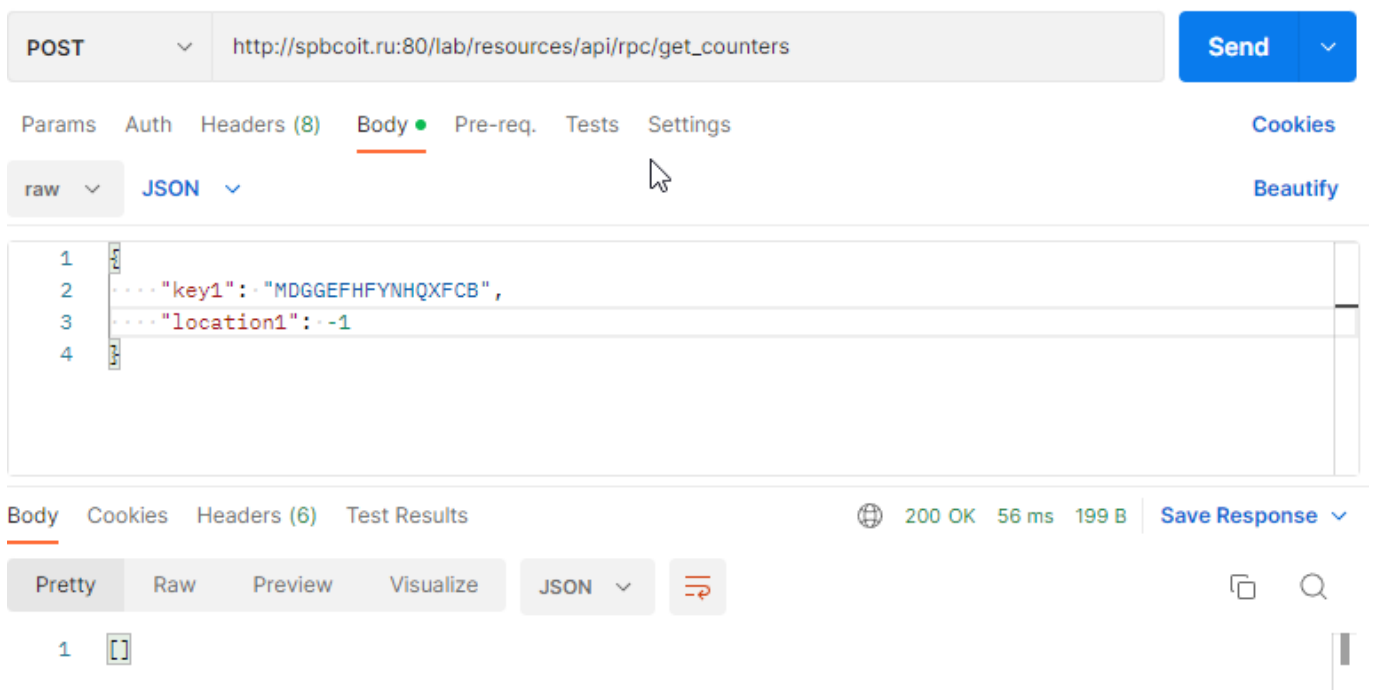 POST http://spbcoit.ru:80/lab/resources/api/rpc/get_counters Send
Params Auth Headers (8) Body Pre-req. Tests Settings Cookies
raw JSON Beautify
1 {
2 "key1": "MDGGEFHFYNHQXFCB",
3 "location1": -1
4 }
Body Cookies Headers (6) Test Results 200 OK 56 ms 199 B Save Response
Pretty Raw Preview Visualize JSON
1 []